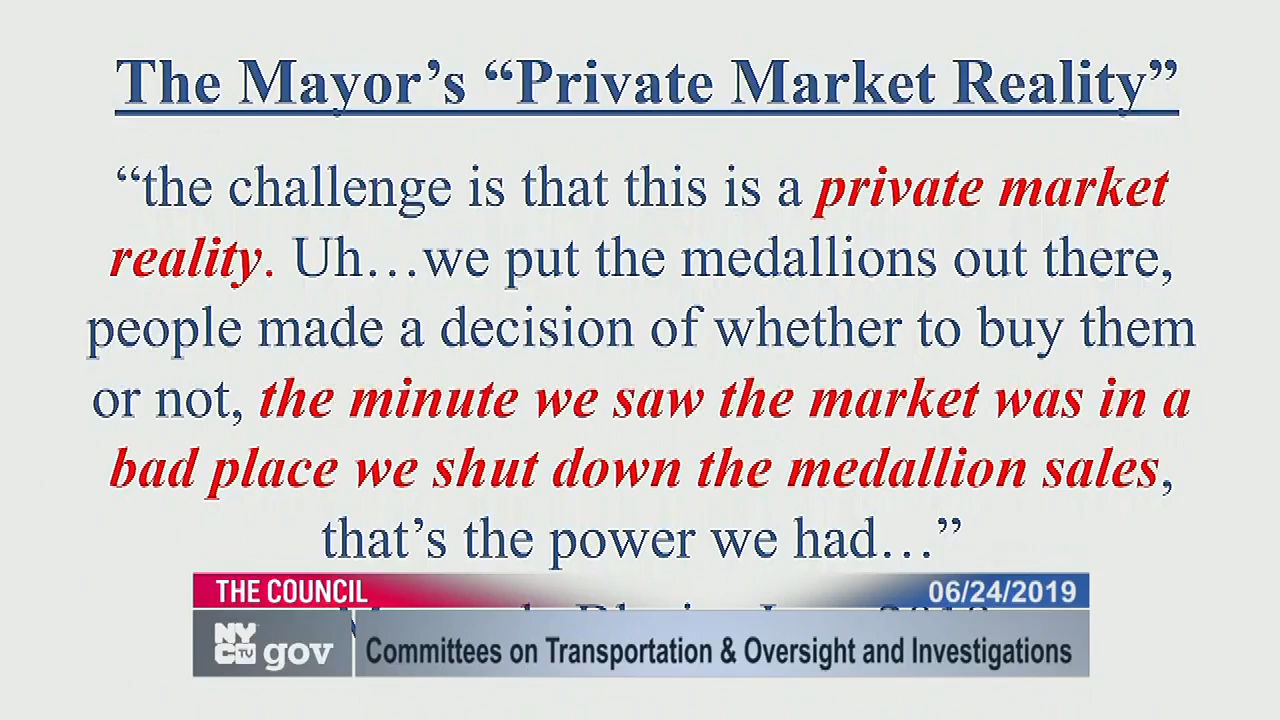 The Mayor’s “Private Market Reality”
“the challenge is that this is a private market
reality. Uh…we put the medallions out there,
people made a decision of whether to buy them
or not, the minute we saw the market was in a
bad place we shut down the medallion sales,
that’s the power we had…”
THE COUNCIL 06/24/2019
NYC TV gov Committees on Transportation & Oversight and Investigations